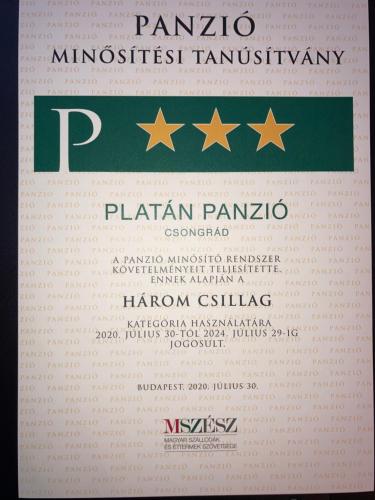 PANZIÓ
MINŐSÍTÉSI TANÚSÍTVÁNY
P
PLATÁN PANZIÓ
CSONGRÁD
A PANZIÓ MINŐSÍTŐ RENDSZER
KÖVETELMÉNYEIT TELJESÍTETTE,
ENNEK ALAPJÁN A
HÁROM CSILLAG
KATEGÓRIA HASZNÁLATÁRA
2020. JÚLIUS 30-TÓL 2024. JÚLIUS 29-IG
JOGOSULT.
BUDAPEST, 2020. JÚLIUS 30.
MSZÉSZ
MAGYAR SZÁLLODÁK
ÉS ÉTTERMEK SZÖVETSÉGE